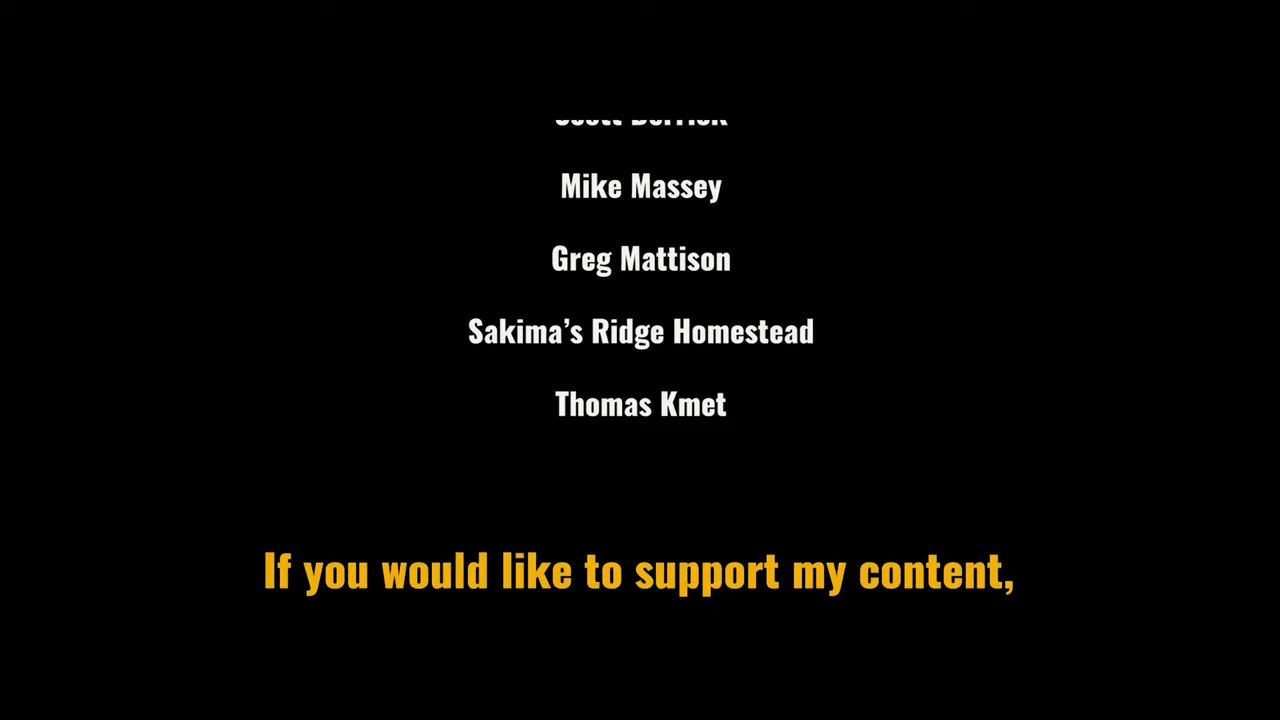 Mike Massey
Greg Mattison
Sakima’s Ridge Homestead
Thomas Kmet
If you would like to support my content,